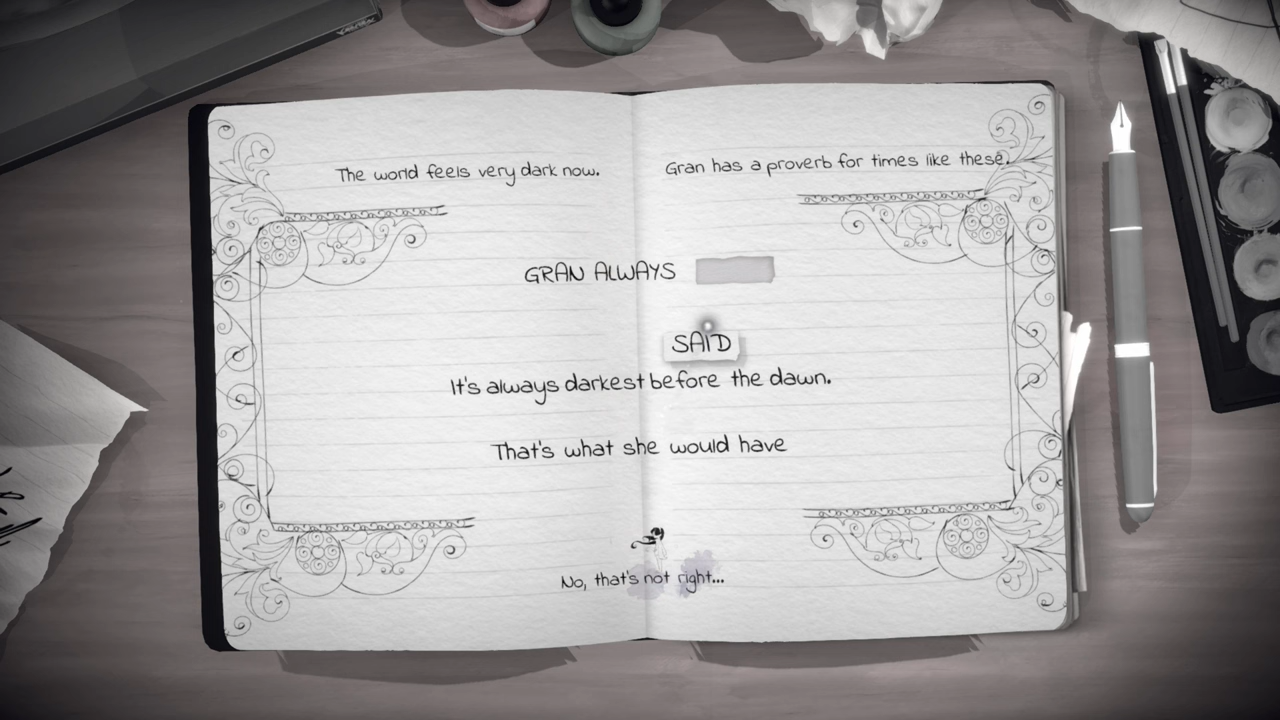 The world feels very dark now.
Gran has a proverb for times like these.
GRAN ALWAYS
SAID
It's always darkest before the dawn.
That's what she would have
No, that's not right...